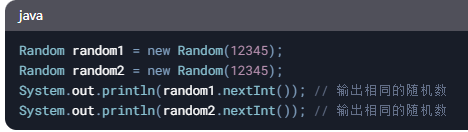 java
Random random1 = new Random(12345);
Random random2 = new Random(12345);
System.out.println(random1.nextInt()); // 输出相同的随机数
System.out.println(random2.nextInt()); // 输出相同的随机数